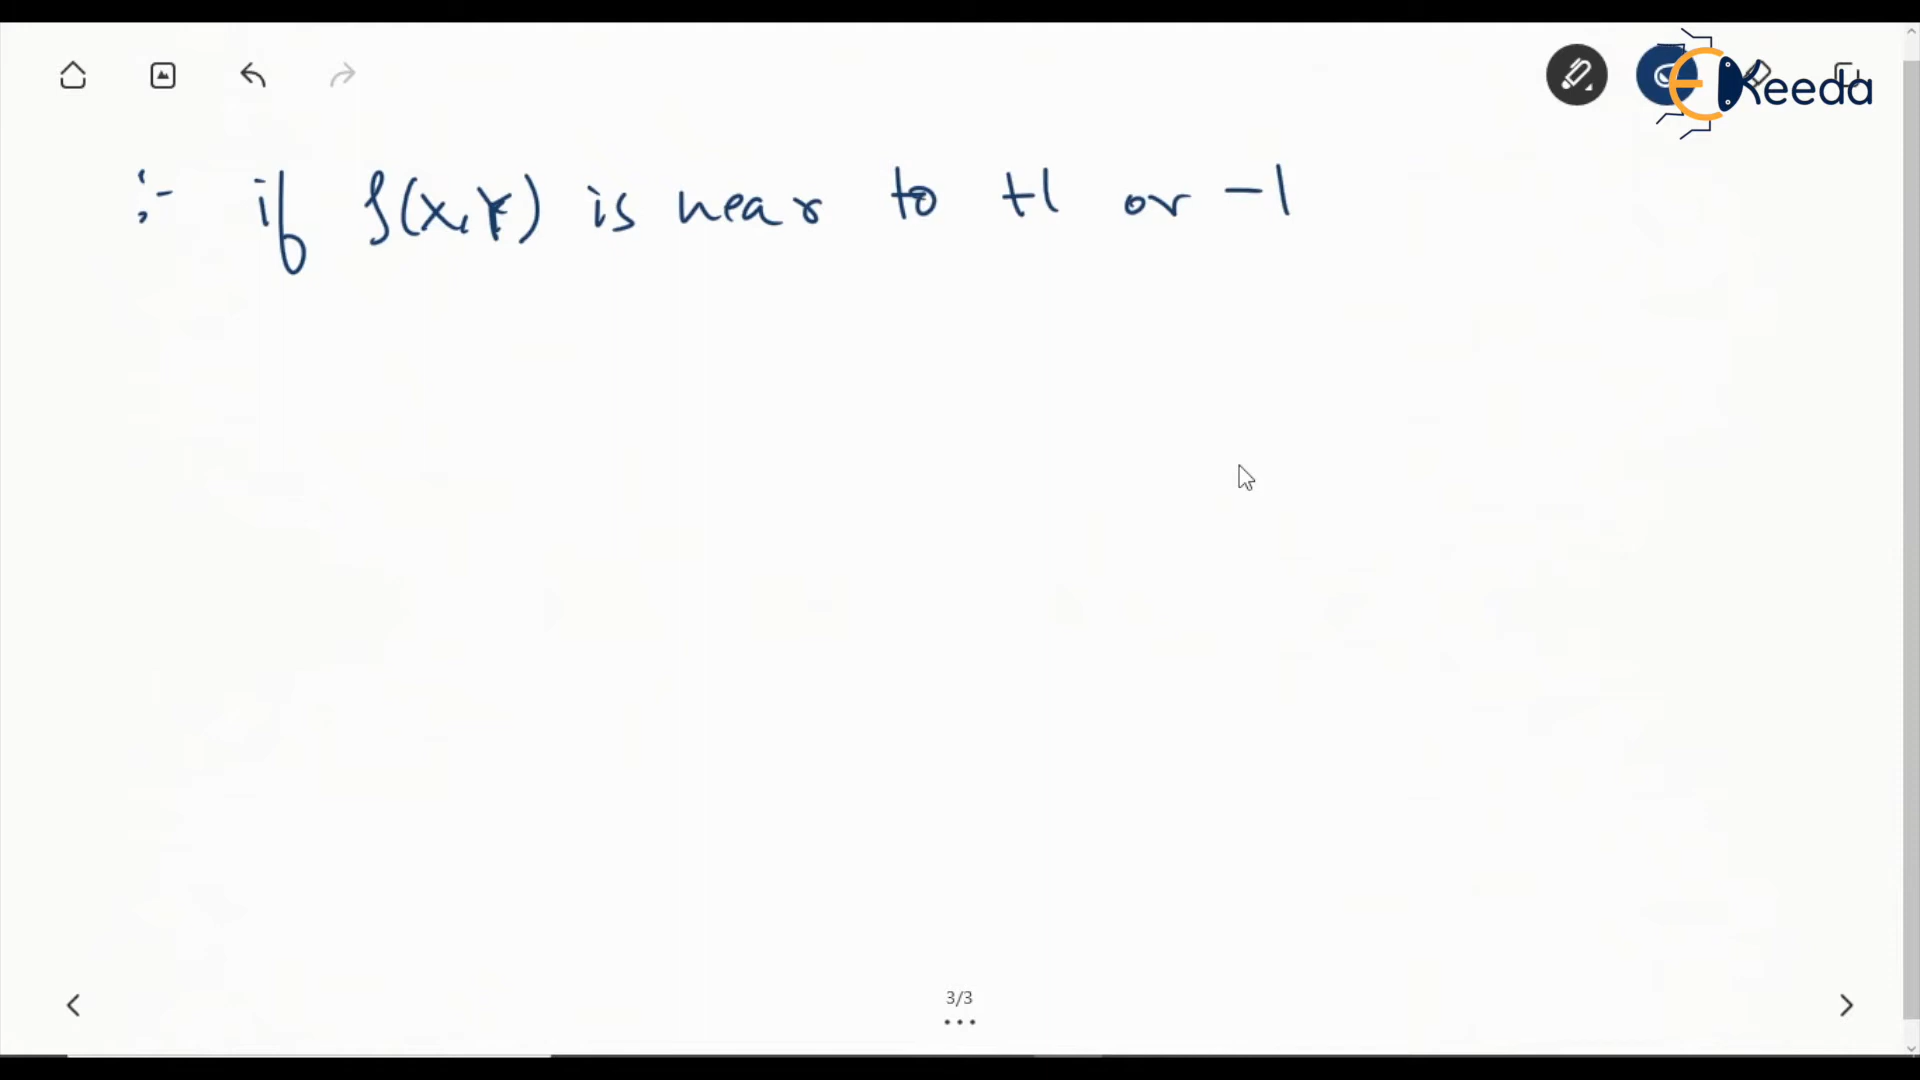 Keeda
:- if ρ(X,Y) is near to +1 or -1
3/3